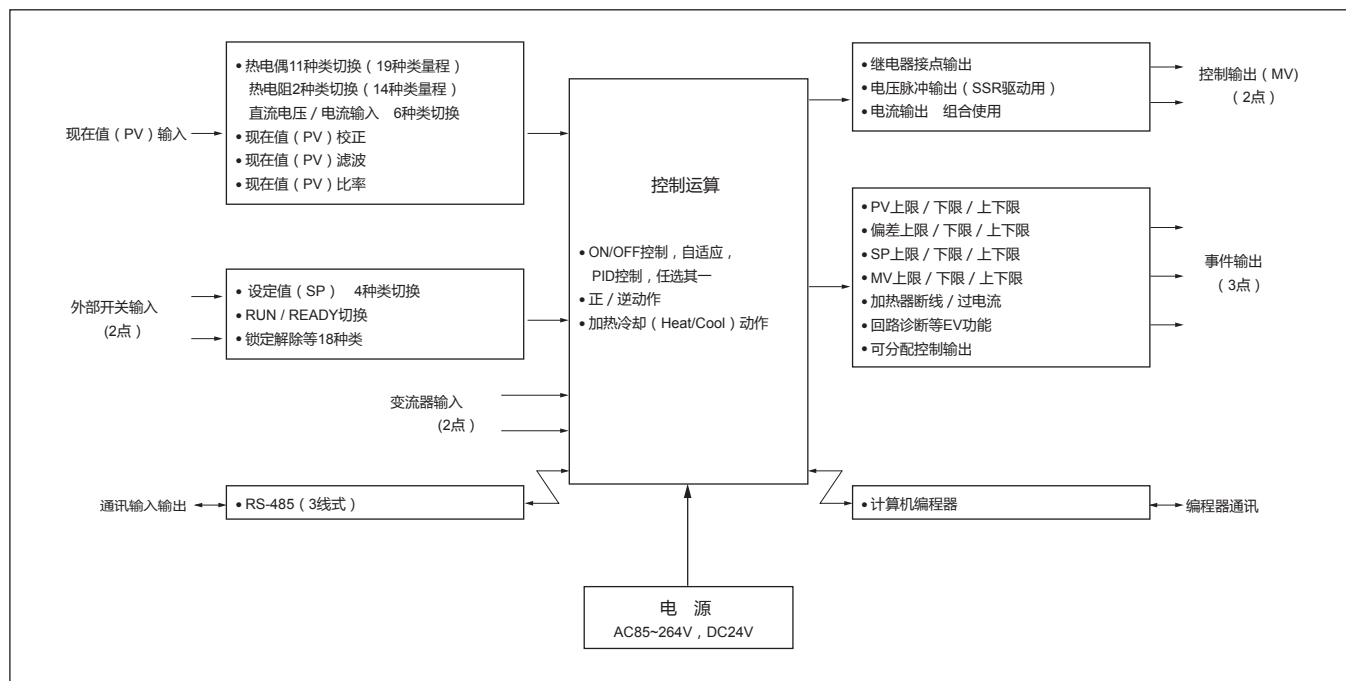 现在值（PV）输入
• 热电偶11种类切换（19种类量程）
热电阻2种类切换（14种类量程）
直流电压 / 电流输入　6种类切换
• 现在值（PV）校正
• 现在值（PV）滤波
• 现在值（PV）比率
外部开关输入
(2点)
• 设定值（SP）　4种类切换
• RUN / READY切换
• 锁定解除等18种类
变流器输入
(2点）
通讯输入输出
• RS-485（3线式）
控制运算
• ON/OFF控制，自适应，
PID控制，任选其一
• 正 / 逆动作
• 加热冷却（Heat/Cool）动作
电　源
AC85~264V，DC24V
• 继电器接点输出
• 电压脉冲输出（SSR驱动用）
• 电流输出　组合使用
控制输出（MV)
（2点）
• PV上限 / 下限 / 上下限
• 偏差上限 / 下限 / 上下限
• SP上限 / 下限 / 上下限
• MV上限 / 下限 / 上下限
• 加热器断线 / 过电流
• 回路诊断等EV功能
• 可分配控制输出
事件输出
（3点）
• 计算机编程器
编程器通讯